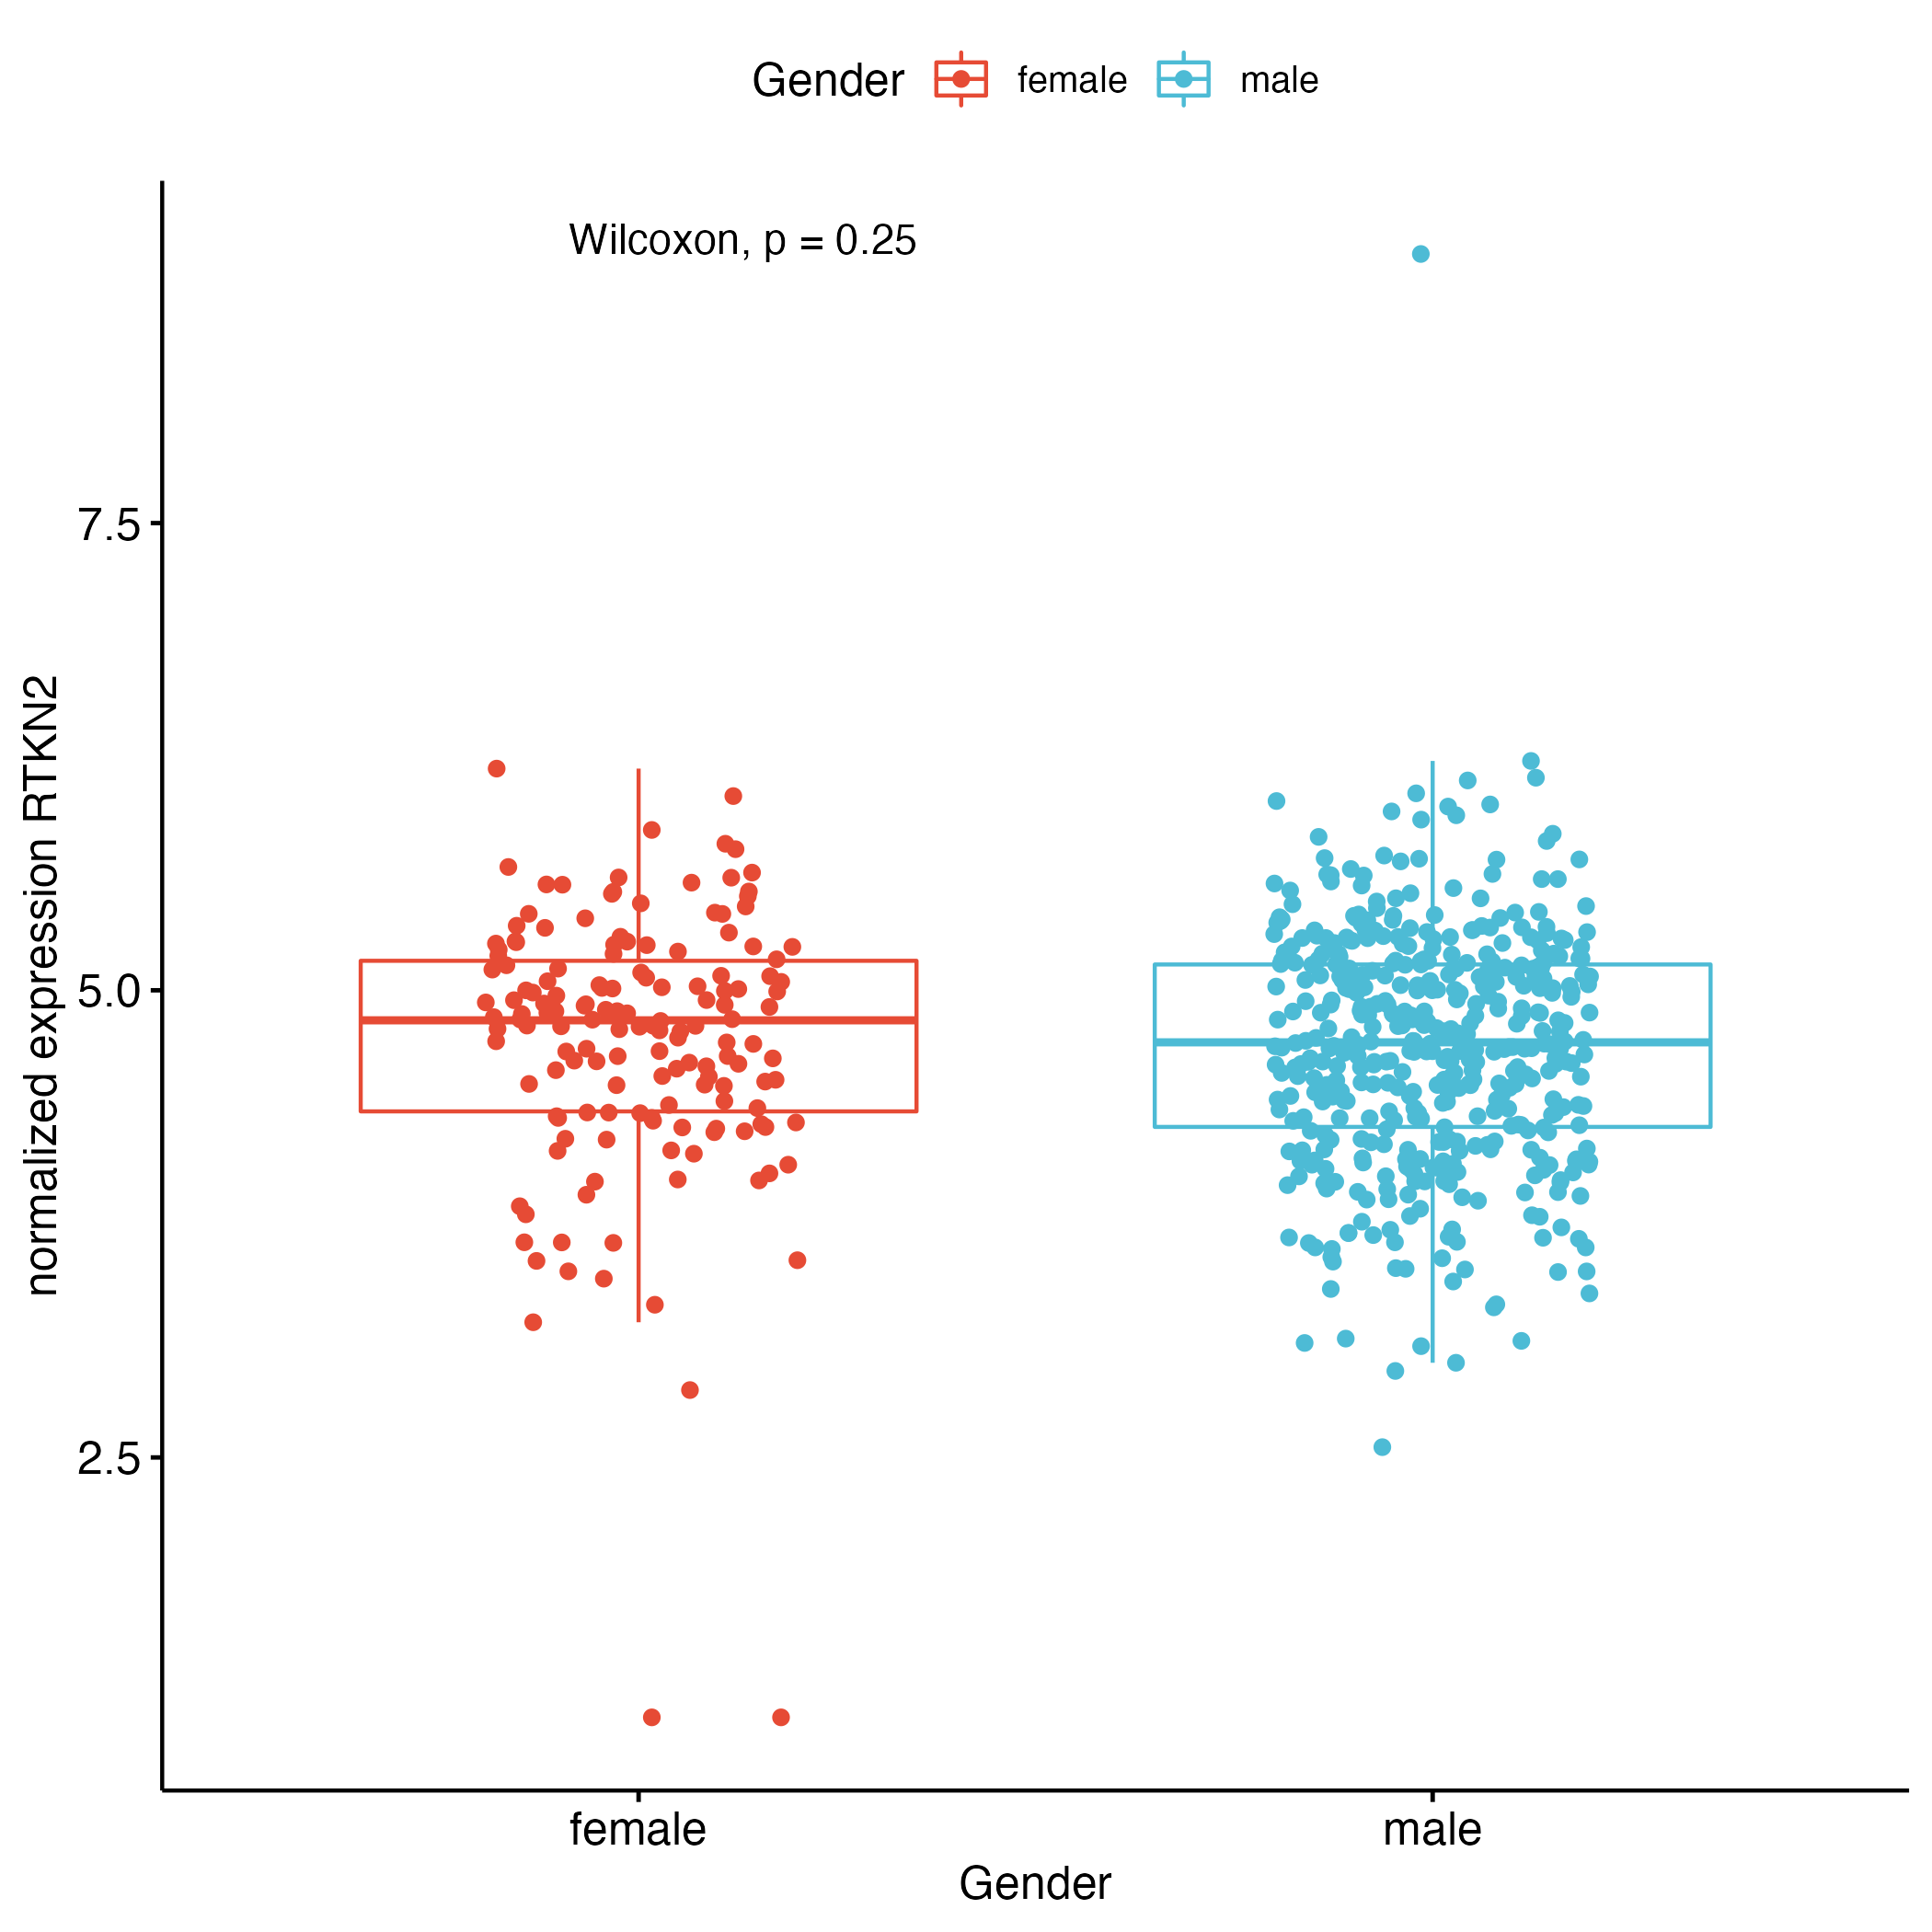 Gender female male
Wilcoxon, p = 0.25
normalized expression RTKN2
7.5
5.0
2.5
female male
Gender